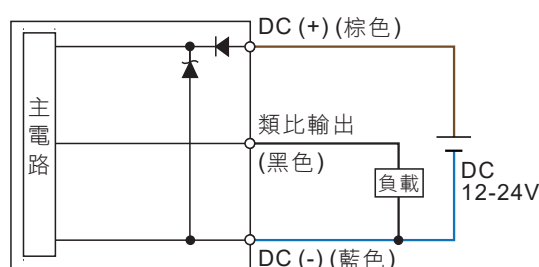 DC (+) (棕色)
主電路
類比輸出
(黑色)
負載
DC
12-24V
DC (-) (藍色)